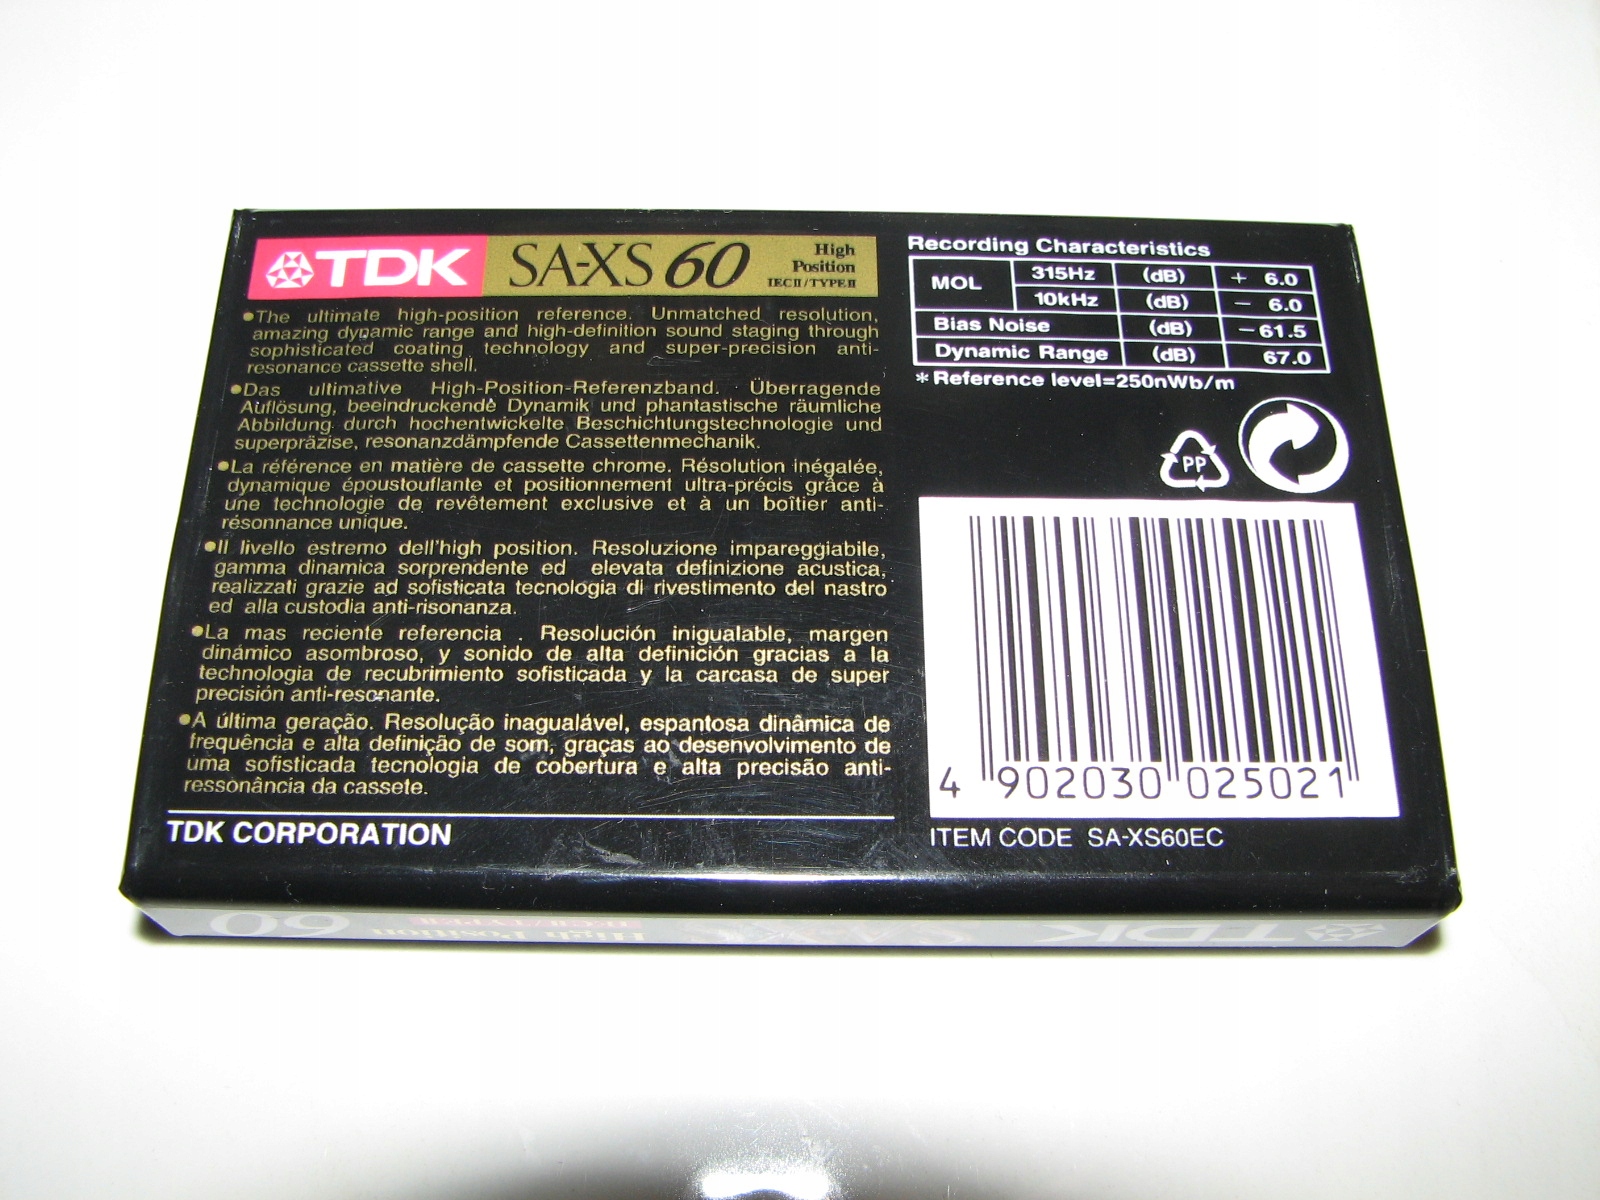 TDK SA-XS 60 High
Position
IECII/TYPEII
•The ultimate high-position reference. Unmatched resolution,
amazing dynamic range and high-definition sound staging through
sophisticated coating technology and super-precision anti-
resonance cassette shell.
•Das ultimative High-Position-Referenzband. Überragende
Auflösung, beeindruckende Dynamik und phantastische räumliche
Abbildung durch hochentwickelte Beschichtungstechnologie und
superpräzise, resonanzdämpfende Cassettenmechanik.
•La référence en matière de cassette chrome. Résolution inégalée,
dynamique époustouflante et positionnement ultra-précis grâce à
une technologie de revêtement exclusive et à un boîtier anti-
résonnance unique.
•Il livello estremo dell'high position. Resoluzione impareggiabile,
gamma dinamica sorprendente ed elevata definizione acustica,
realizzati grazie ad sofisticata tecnologia di rivestimento del nastro
ed alla custodia anti-risonanza.
•La mas reciente referencia . Resolución inigualable, margen
dinámico asombroso, y sonido de alta definición gracias a la
technologia de recubrimiento sofisticada y la carcasa de super
precisión anti-resonante.
•A última geração. Resolução inagualável, espantosa dinâmica de
frequência e alta definição de som, graças ao desenvolvimento de
uma sofisticada tecnologia de cobertura e alta precisão anti-
ressonância da cassete.
TDK CORPORATION
Recording Characteristics
MOL 315Hz (dB) + 6.0
10kHz (dB) − 6.0
Bias Noise (dB) −61.5
Dynamic Range (dB) 67.0
*Reference level=250nWb/m
PP
4 902030 025021
ITEM CODE SA-XS60EC
TDK SA-XS High Position IECII/TYPEII 60